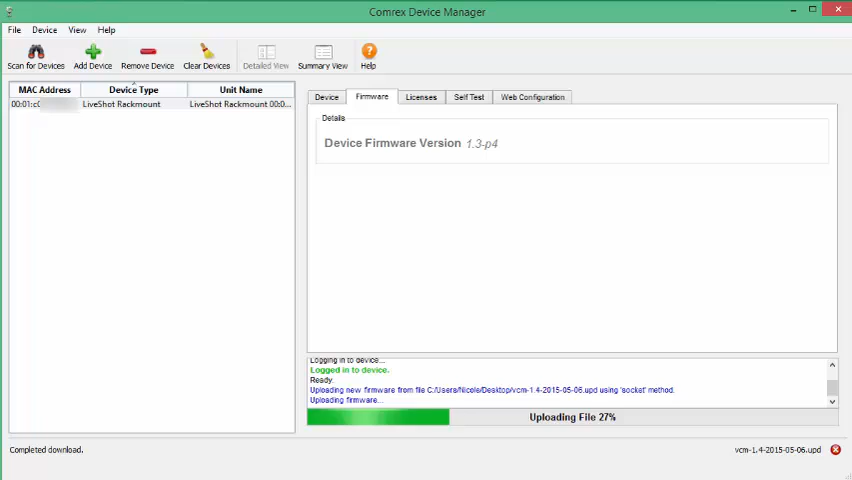 Comrex Device Manager
File Device View Help
Scan for Devices Add Device Remove Device Clear Devices Detailed View Summary View Help
MAC Address Device Type Unit Name
00:01:c0 LiveShot Rackmount LiveShot Rackmount 00:0...
Device Firmware Licenses Self Test Web Configuration
Details
Device Firmware Version 1.3-p4
Logging in to device...
Logged in to device.
Ready.
Uploading new firmware from file C:/Users/Nicole/Desktop/vcm-1.4-2015-05-06.upd using 'socket' method.
Uploading firmware...
Uploading File 27%
Completed download. vcm-1.4-2015-05-06.upd